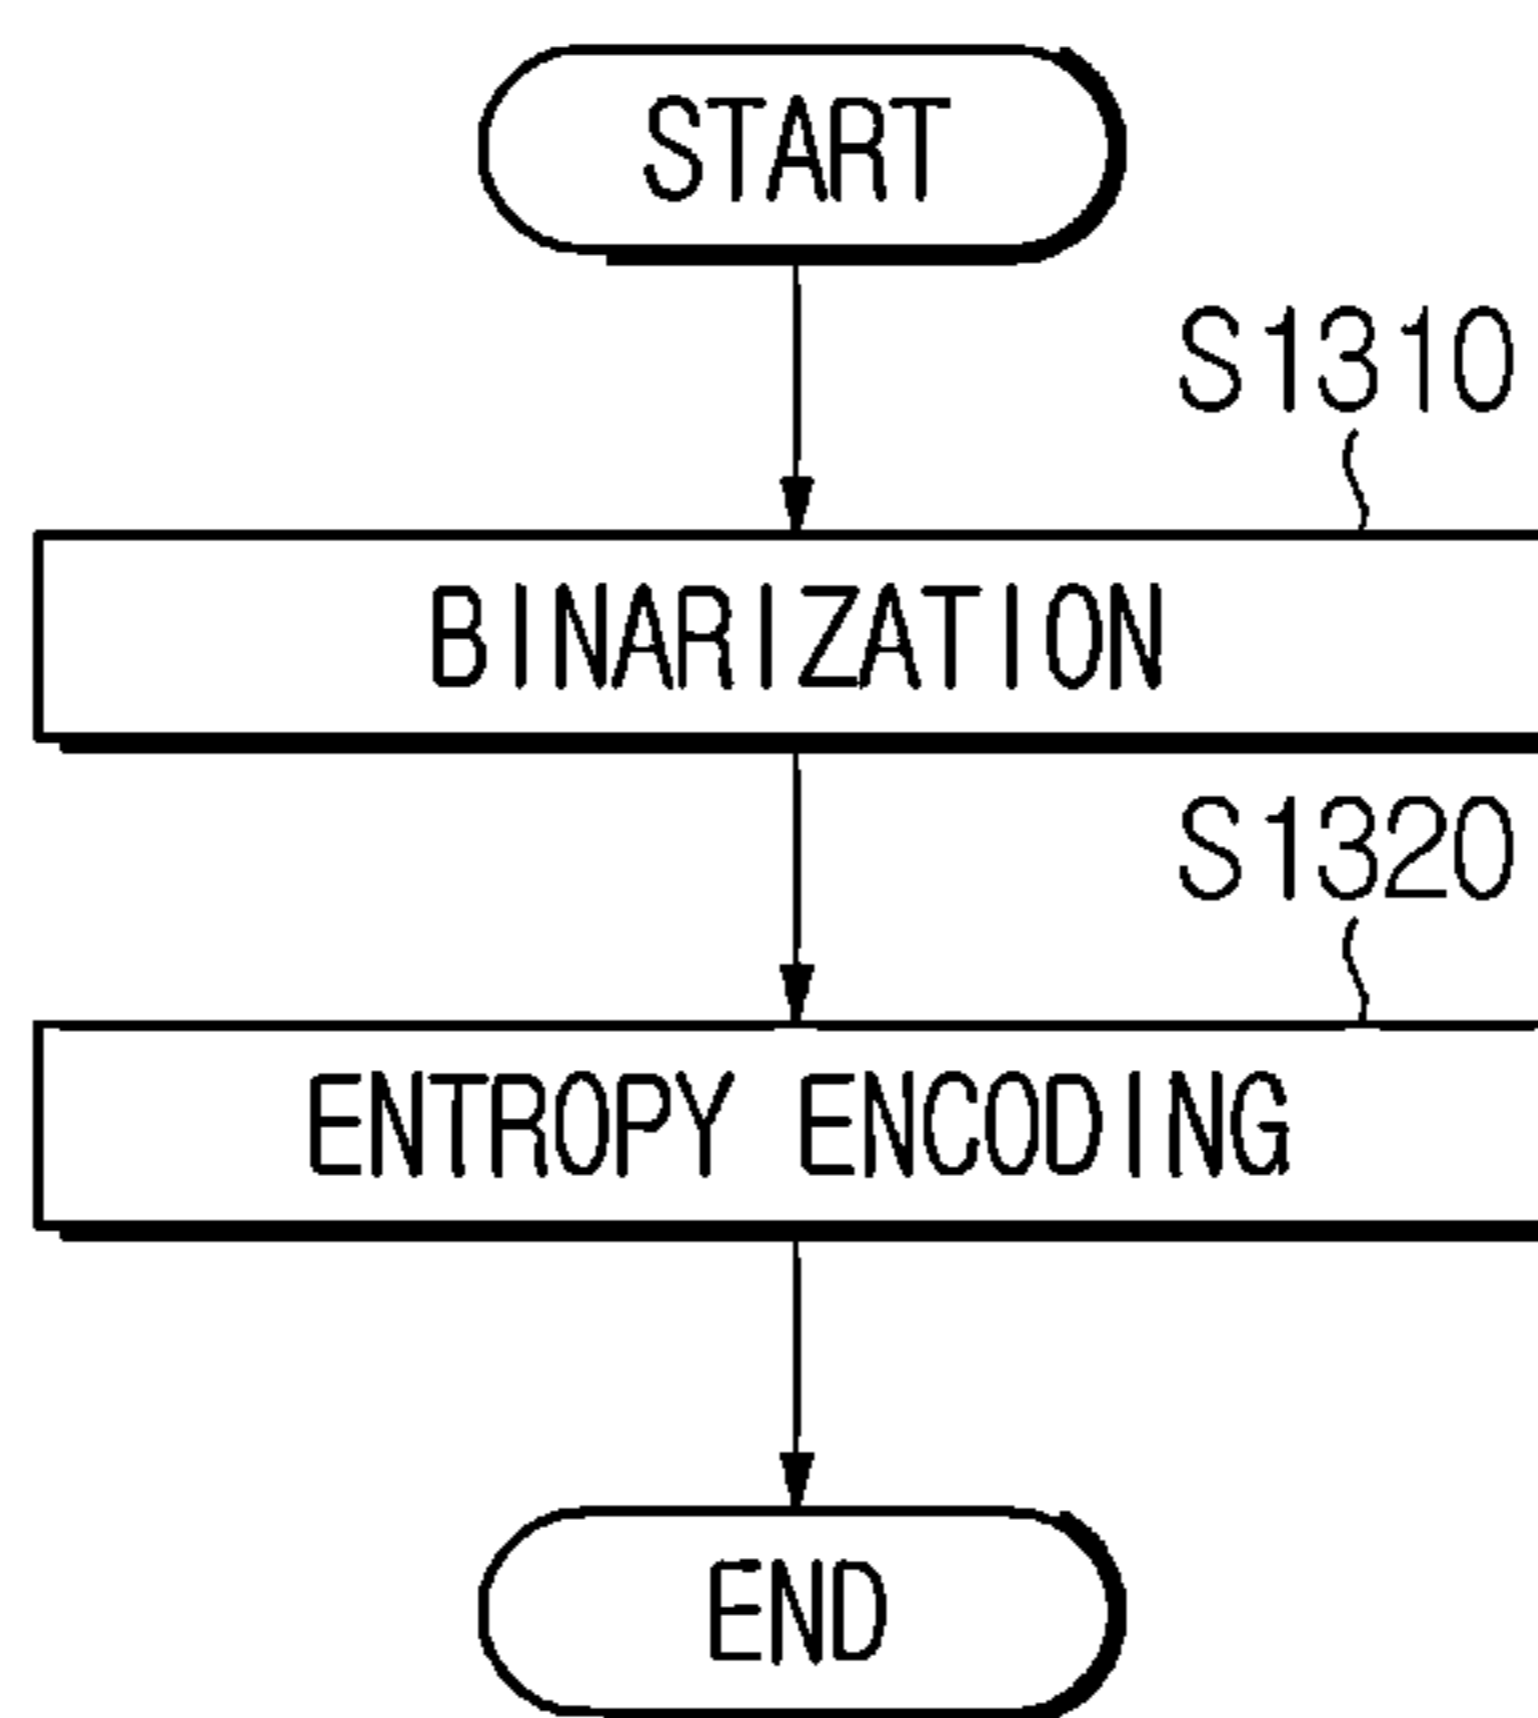 START
S1310
BINARIZATION
S1320
ENTROPY ENCODING
END